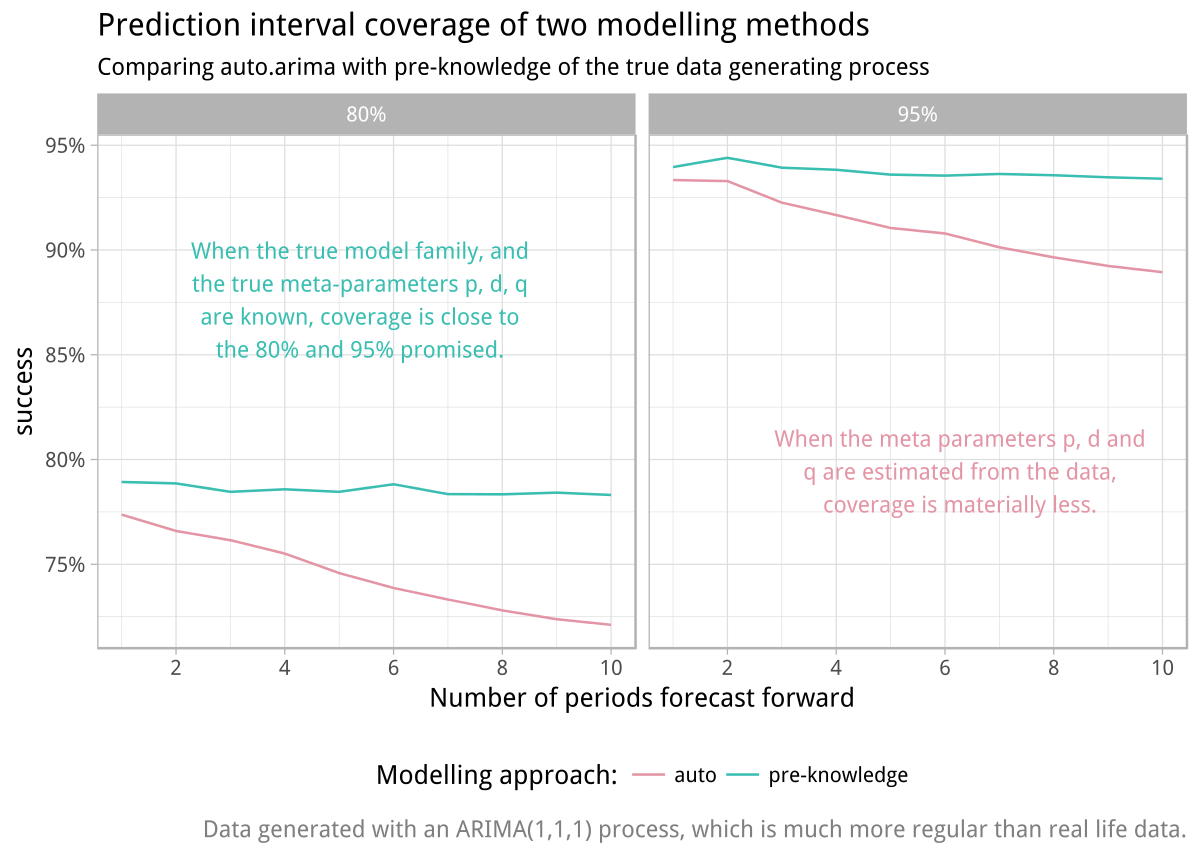 Prediction interval coverage of two modelling methods
Comparing auto.arima with pre-knowledge of the true data generating process
80%
95%
95%
90%
85%
80%
75%
success
When the true model family, and
the true meta-parameters p, d, q
are known, coverage is close to
the 80% and 95% promised.
When the meta parameters p, d and
q are estimated from the data,
coverage is materially less.
2 4 6 8 10
2 4 6 8 10
Number of periods forecast forward
Modelling approach: auto pre-knowledge
Data generated with an ARIMA(1,1,1) process, which is much more regular than real life data.